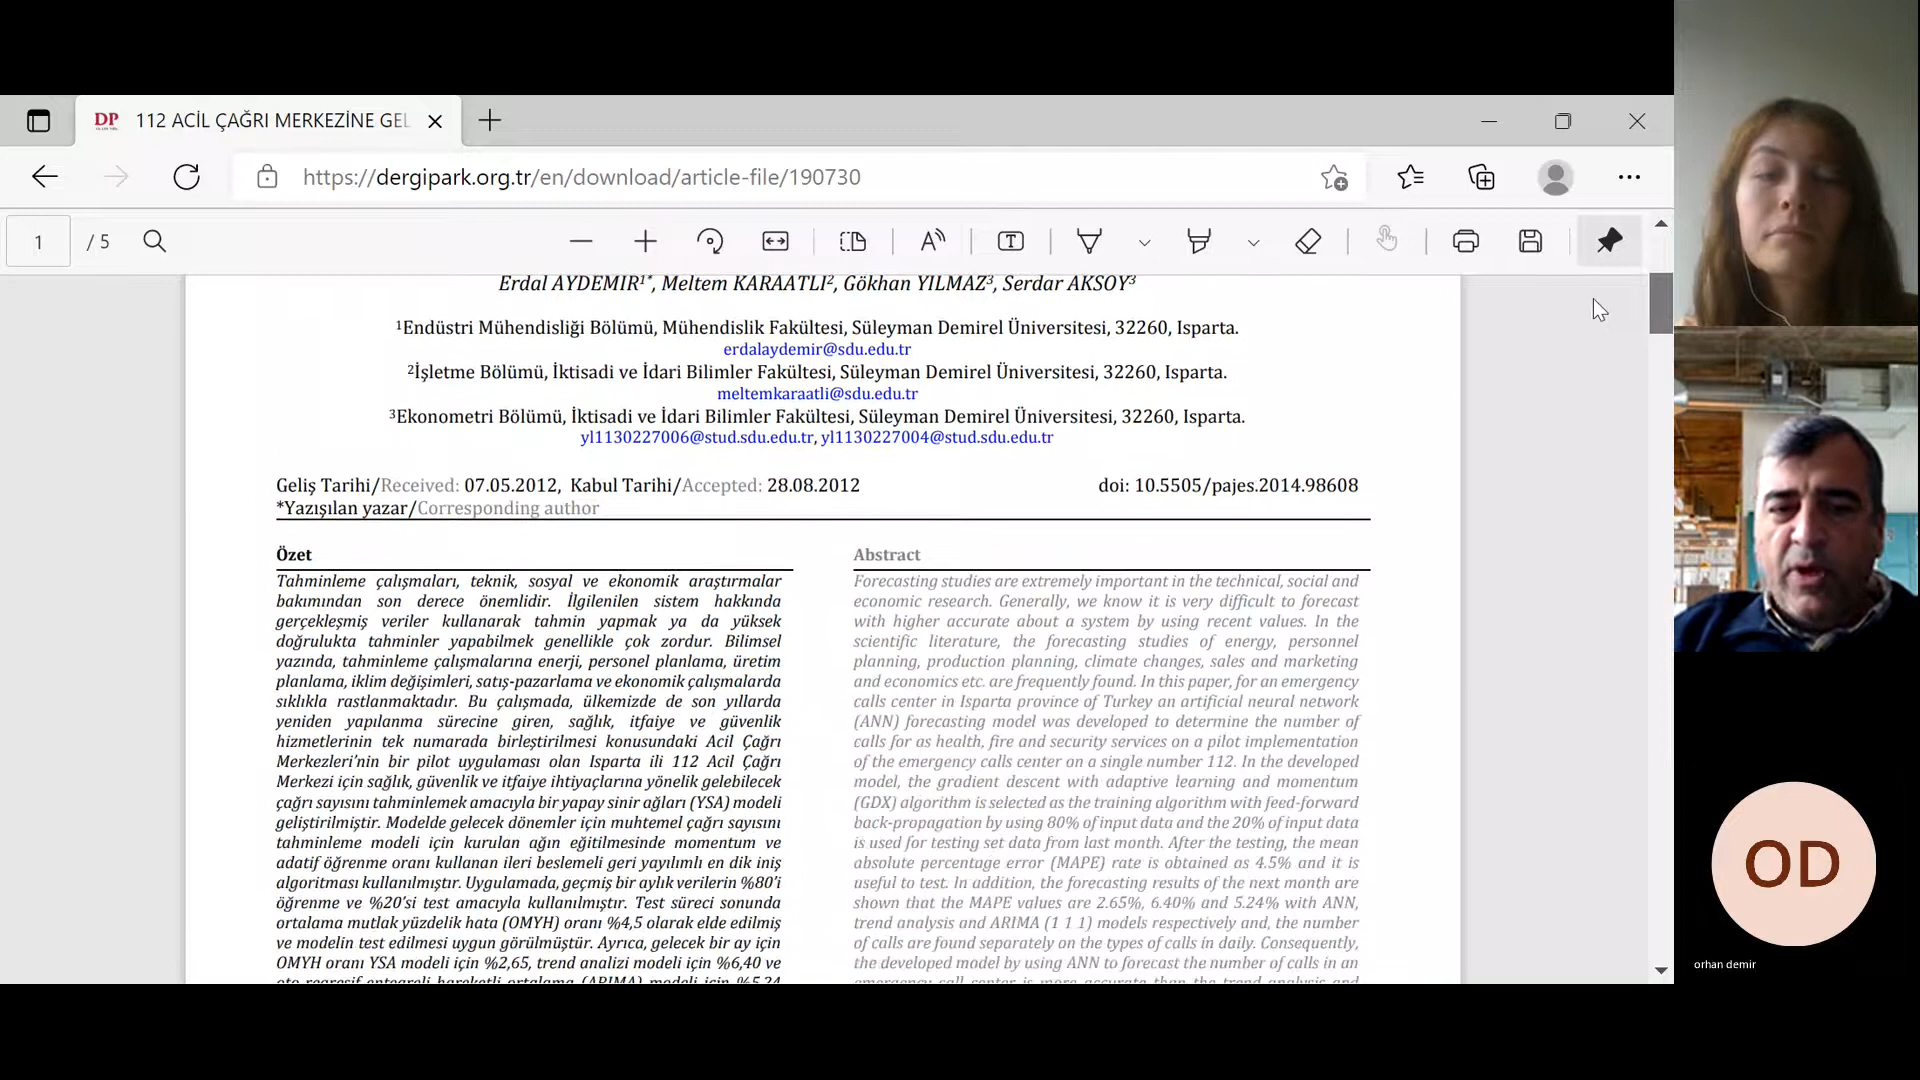 112 ACİL ÇAĞRI MERKEZİNE GEL
https://dergipark.org.tr/en/download/article-file/190730
1 / 5
Erdal AYDEMIR¹*, Meltem KARAATLI², Gökhan YILMAZ³, Serdar AKSOY³
¹Endüstri Mühendisliği Bölümü, Mühendislik Fakültesi, Süleyman Demirel Üniversitesi, 32260, Isparta.
erdalaydemir@sdu.edu.tr
²İşletme Bölümü, İktisadi ve İdari Bilimler Fakültesi, Süleyman Demirel Üniversitesi, 32260, Isparta.
meltemkaraatli@sdu.edu.tr
³Ekonometri Bölümü, İktisadi ve İdari Bilimler Fakültesi, Süleyman Demirel Üniversitesi, 32260, Isparta.
yl1130227006@stud.sdu.edu.tr, yl1130227004@stud.sdu.edu.tr
Geliş Tarihi/Received: 07.05.2012, Kabul Tarihi/Accepted: 28.08.2012
doi: 10.5505/pajes.2014.98608
*Yazışılan yazar/Corresponding author
Özet
Tahminleme çalışmaları, teknik, sosyal ve ekonomik araştırmalar
bakımından son derece önemlidir. İlgilenilen sistem hakkında
gerçekleşmiş veriler kullanarak tahmin yapmak ya da yüksek
doğrulukta tahminler yapabilmek genellikle çok zordur. Bilimsel
yazında, tahminleme çalışmalarına enerji, personel planlama, üretim
planlama, iklim değişimleri, satış-pazarlama ve ekonomik çalışmalarda
sıklıkla rastlanmaktadır. Bu çalışmada, ülkemizde de son yıllarda
yeniden yapılanma sürecine giren, sağlık, itfaiye ve güvenlik
hizmetlerinin tek numarada birleştirilmesi konusundaki Acil Çağrı
Merkezleri'nin bir pilot uygulaması olan Isparta ili 112 Acil Çağrı
Merkezi için sağlık, güvenlik ve itfaiye ihtiyaçlarına yönelik gelebilecek
çağrı sayısını tahminlemek amacıyla bir yapay sinir ağları (YSA) modeli
geliştirilmiştir. Modelde gelecek dönemler için muhtemel çağrı sayısını
tahminleme modeli için kurulan ağın eğitilmesinde momentum ve
adatif öğrenme oranı kullanan ileri beslemeli geri yayılımlı en dik iniş
algoritması kullanılmıştır. Uygulamada, geçmiş bir aylık verilerin %80'i
öğrenme ve %20'si test amacıyla kullanılmıştır. Test süreci sonunda
ortalama mutlak yüzdelik hata (OMYH) oranı %4,5 olarak elde edilmiş
ve modelin test edilmesi uygun görülmüştür. Ayrıca, gelecek bir ay için
OMYH oranı YSA modeli için %2,65, trend analizi modeli için %6,40 ve
oto regresif entegreli hareketli ortalama (ARIMA) modeli için %5,24
Abstract
Forecasting studies are extremely important in the technical, social and
economic research. Generally, we know it is very difficult to forecast
with higher accurate about a system by using recent values. In the
scientific literature, the forecasting studies of energy, personnel
planning, production planning, climate changes, sales and marketing
and economics etc. are frequently found. In this paper, for an emergency
calls center in Isparta province of Turkey an artificial neural network
(ANN) forecasting model was developed to determine the number of
calls for as health, fire and security services on a pilot implementation
of the emergency calls center on a single number 112. In the developed
model, the gradient descent with adaptive learning and momentum
(GDX) algorithm is selected as the training algorithm with feed-forward
back-propagation by using 80% of input data and the 20% of input data
is used for testing set data from last month. After the testing, the mean
absolute percentage error (MAPE) rate is obtained as 4.5% and it is
useful to test. In addition, the forecasting results of the next month are
shown that the MAPE values are 2.65%, 6.40% and 5.24% with ANN,
trend analysis and ARIMA (1 1 1) models respectively and, the number
of calls are found separately on the types of calls in daily. Consequently,
the developed model by using ANN to forecast the number of calls in an
emergency call center is more accurate than the trend analysis and
OD
orhan demir